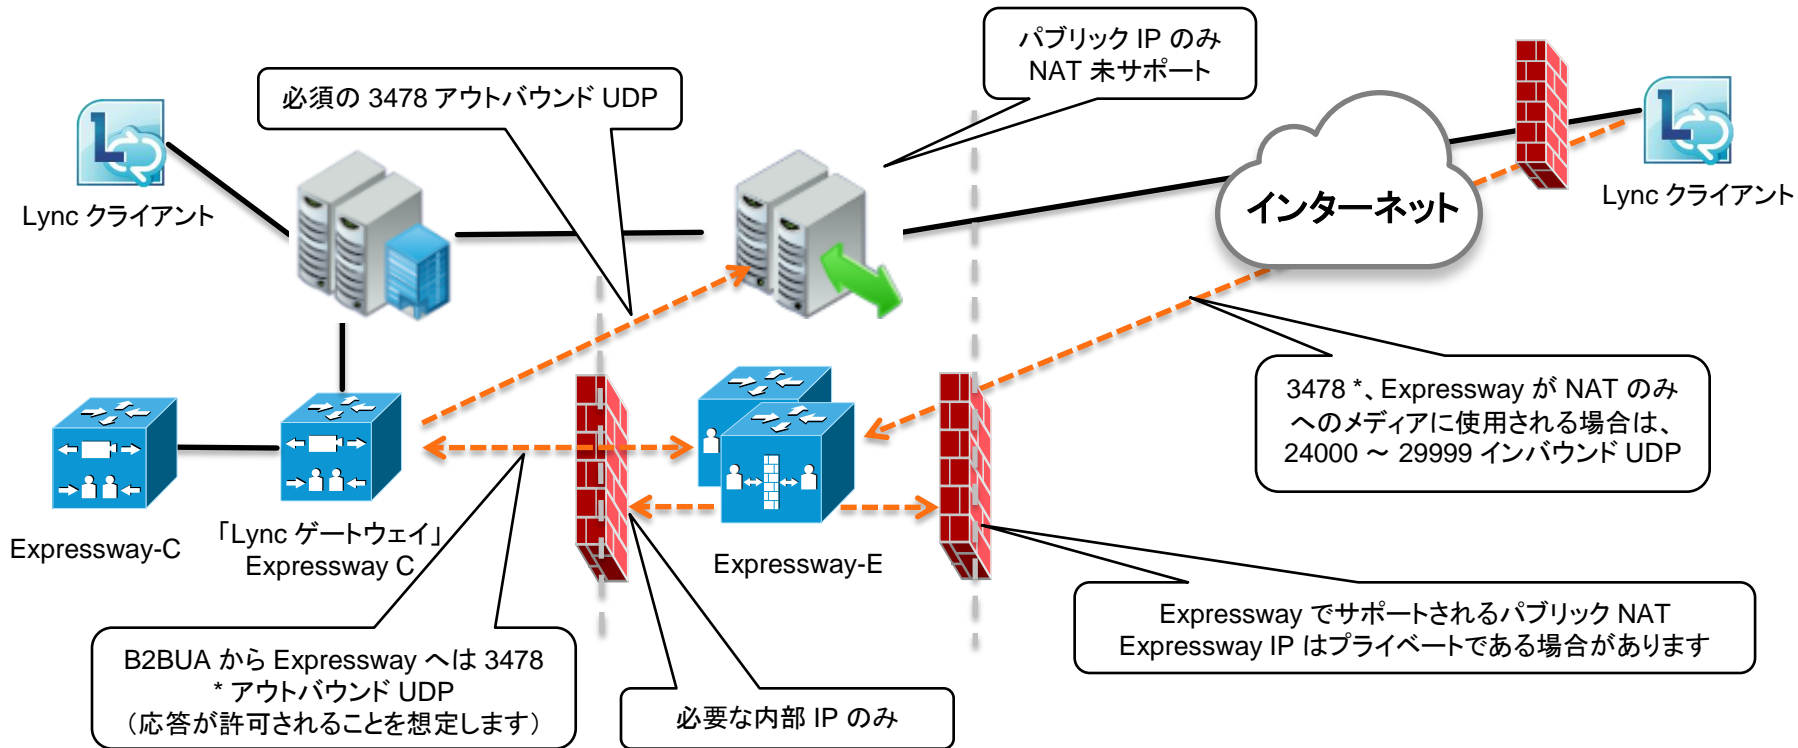 パブリック IP のみ
NAT 未サポート
必須の 3478 アウトバウンド UDP
Lync クライアント
インターネット
Lync クライアント
3478 *、Expressway が NAT のみ
へのメディアに使用される場合は、
24000 ～ 29999 インバウンド UDP
Expressway-C
「Lync ゲートウェイ」
Expressway C
Expressway-E
Expressway でサポートされるパブリック NAT
Expressway IP はプライベートである場合があります
B2BUA から Expressway へは 3478
* アウトバウンド UDP
（応答が許可されることを想定します）
必要な内部 IP のみ